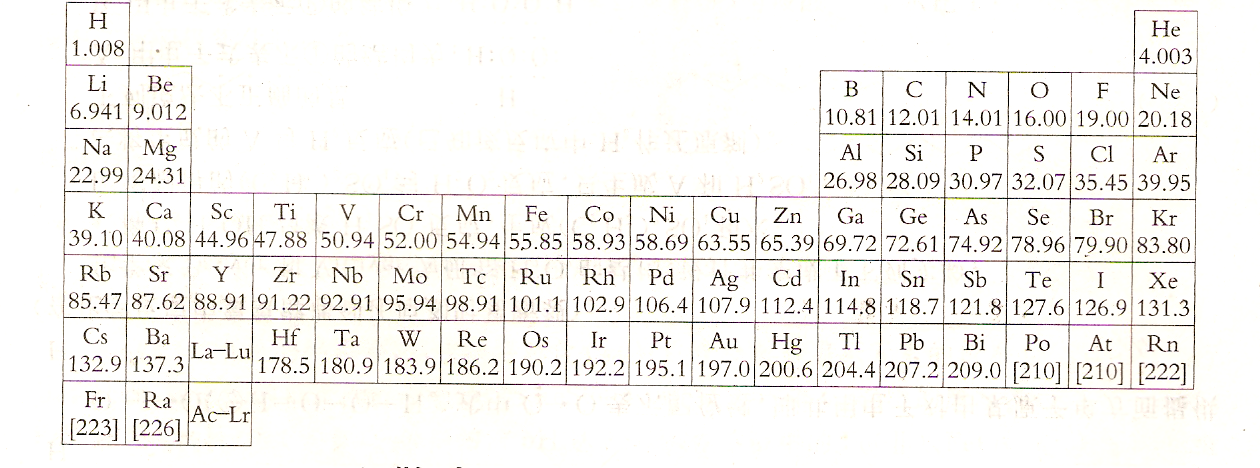 H He
1.008 4.003
Li Be B C N O F Ne
6.941 9.012 10.81 12.01 14.01 16.00 19.00 20.18
Na Mg Al Si P S Cl Ar
22.99 24.31 26.98 28.09 30.97 32.07 35.45 39.95
K Ca Sc Ti V Cr Mn Fe Co Ni Cu Zn Ga Ge As Se Br Kr
39.10 40.08 44.96 47.88 50.94 52.00 54.94 55.85 58.93 58.69 63.55 65.39 69.72 72.61 74.92 78.96 79.90 83.80
Rb Sr Y Zr Nb Mo Tc Ru Rh Pd Ag Cd In Sn Sb Te I Xe
85.47 87.62 88.91 91.22 92.91 95.94 98.91 101.1 102.9 106.4 107.9 112.4 114.8 118.7 121.8 127.6 126.9 131.3
Cs Ba La–Lu Hf Ta W Re Os Ir Pt Au Hg Tl Pb Bi Po At Rn
132.9 137.3 178.5 180.9 183.9 186.2 190.2 192.2 195.1 197.0 200.6 204.4 207.2 209.0 [210] [210] [222]
Fr Ra Ac–Lr
[223] [226]